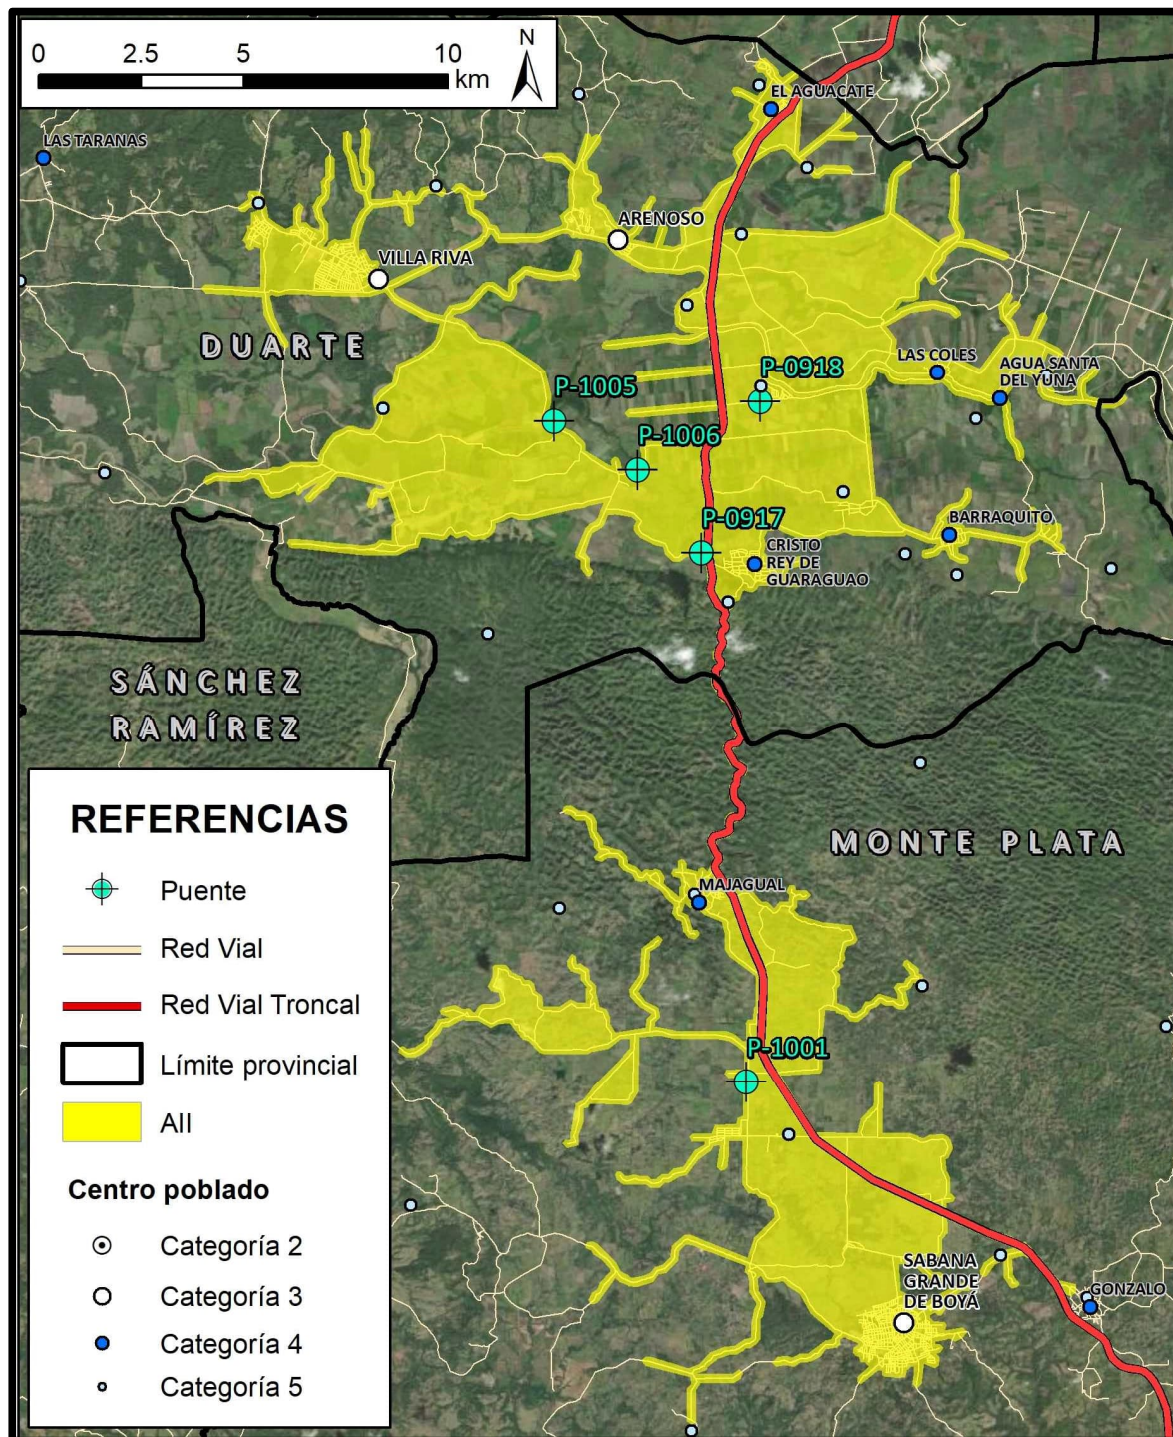 0 2.5 5 10
km
N
EL AGUACATE
LAS TARANAS
ARENOSO
VILLA RIVA
DUARTE
LAS COLES
AGUA SANTA
DEL YUNA
P-0918
P-1005
P-1006
P-0917
BARRAQUITO
CRISTO
REY DE
GUARAGUAO
SÁNCHEZ
RAMÍREZ
MONTE PLATA
MAJAGUAL
P-1001
SABANA
GRANDE
DE BOYÁ
GONZALO
REFERENCIAS
Puente
Red Vial
Red Vial Troncal
Límite provincial
AII
Centro poblado
Categoría 2
Categoría 3
Categoría 4
Categoría 5